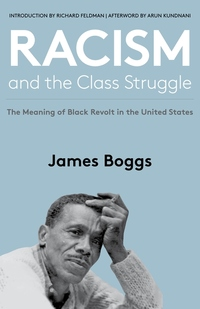 INTRODUCTION BY RICHARD FELDMAN | AFTERWORD BY ARUN KUNDNANI
RACISM
and the Class Struggle
The Meaning of Black Revolt in the United States
James Boggs